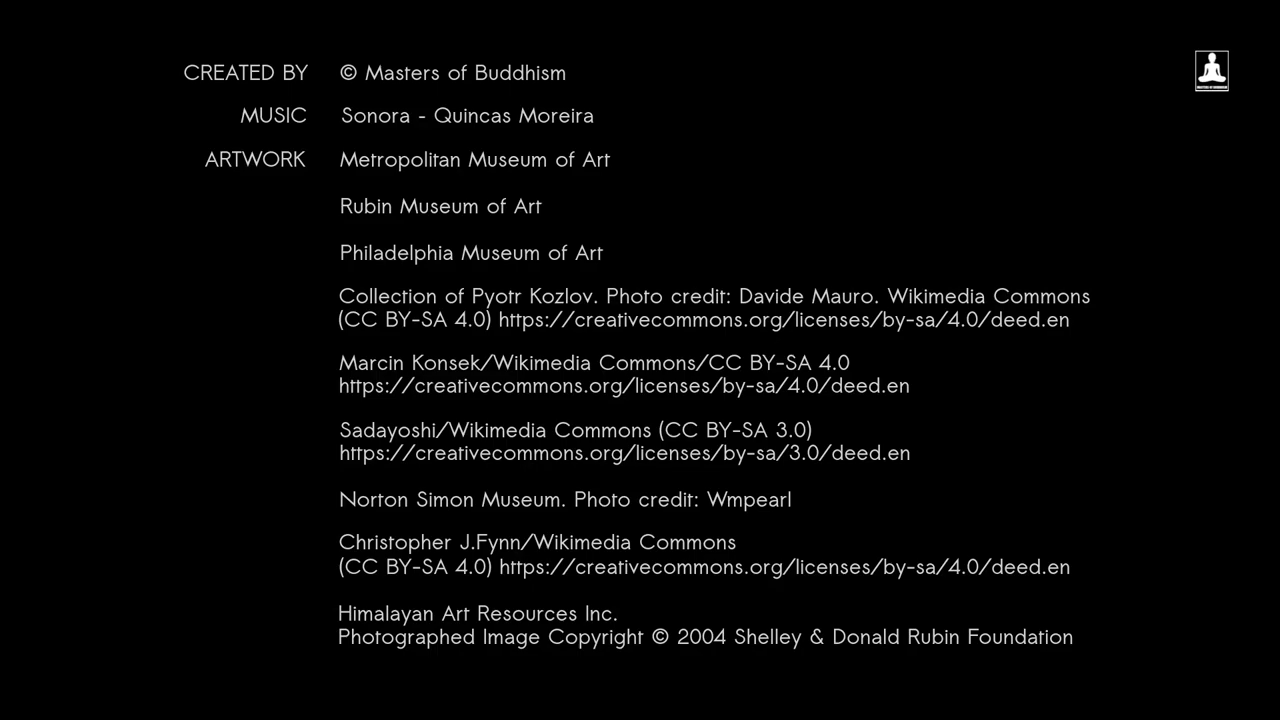 CREATED BY © Masters of Buddhism
MUSIC Sonora - Quincas Moreira
ARTWORK Metropolitan Museum of Art
Rubin Museum of Art
Philadelphia Museum of Art
Collection of Pyotr Kozlov. Photo credit: Davide Mauro. Wikimedia Commons
(CC BY-SA 4.0) https://creativecommons.org/licenses/by-sa/4.0/deed.en
Marcin Konsek/Wikimedia Commons/CC BY-SA 4.0
https://creativecommons.org/licenses/by-sa/4.0/deed.en
Sadayoshi/Wikimedia Commons (CC BY-SA 3.0)
https://creativecommons.org/licenses/by-sa/3.0/deed.en
Norton Simon Museum. Photo credit: Wmpearl
Christopher J.Fynn/Wikimedia Commons
(CC BY-SA 4.0) https://creativecommons.org/licenses/by-sa/4.0/deed.en
Himalayan Art Resources Inc.
Photographed Image Copyright © 2004 Shelley & Donald Rubin Foundation
MASTERS OF BUDDHISM